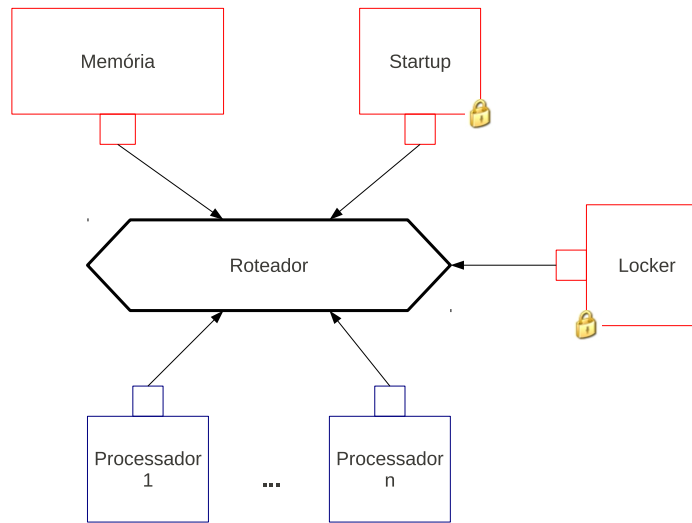 Memória
Startup
Roteador
Locker
Processador
1
...
Processador
n